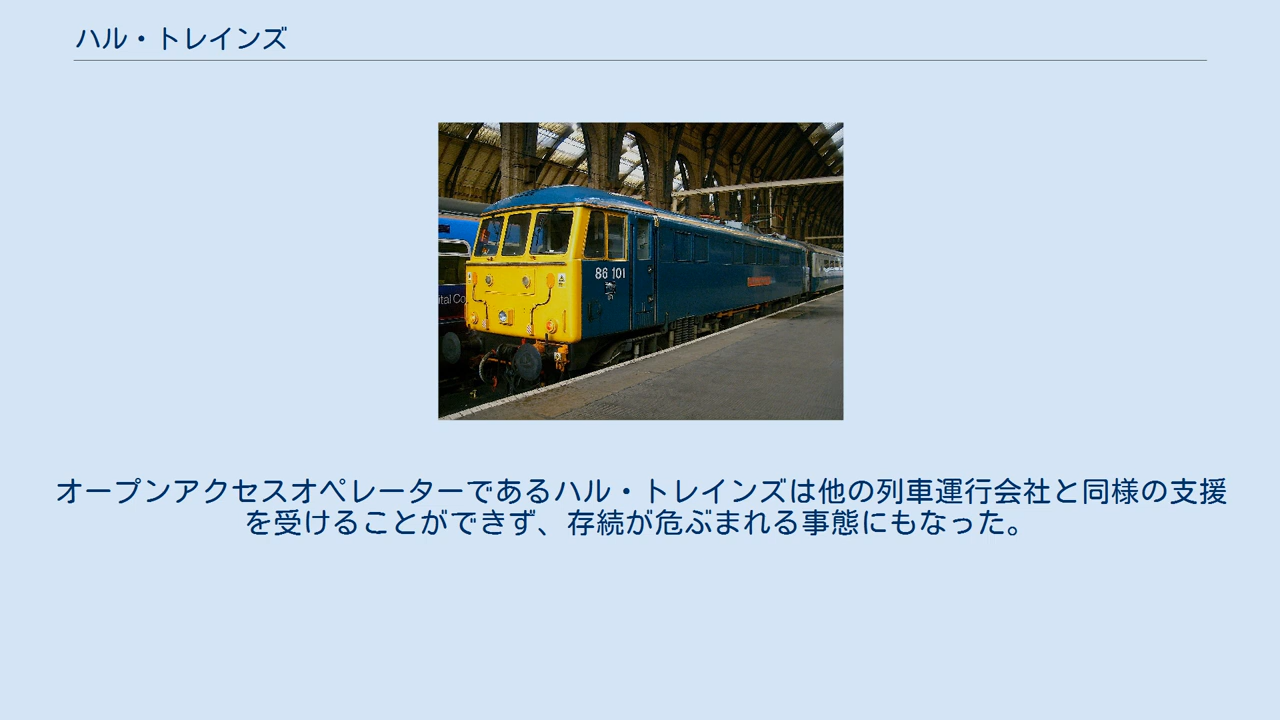 ハル・トレインズ
86 101
ital Co
オープンアクセスオペレーターであるハル・トレインズは他の列車運行会社と同様の支援
を受けることができず、存続が危ぶまれる事態にもなった。